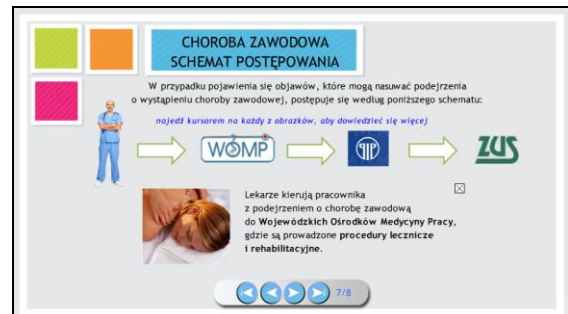 CHOROBA ZAWODOWA
SCHEMAT POSTĘPOWANIA
W przypadku pojawienia się objawów, które mogą nasuwać podejrzenia
o wystąpieniu choroby zawodowej, postępuje się według poniższego schematu:
najedź kursorem na każdy z obrazków, aby dowiedzieć się więcej
WOMP
PIP
ZUS
Lekarze kierują pracownika
z podejrzeniem o chorobę zawodową
do Wojewódzkich Ośrodków Medycyny Pracy,
gdzie są prowadzone procedury lecznicze
i rehabilitacyjne.
7/8